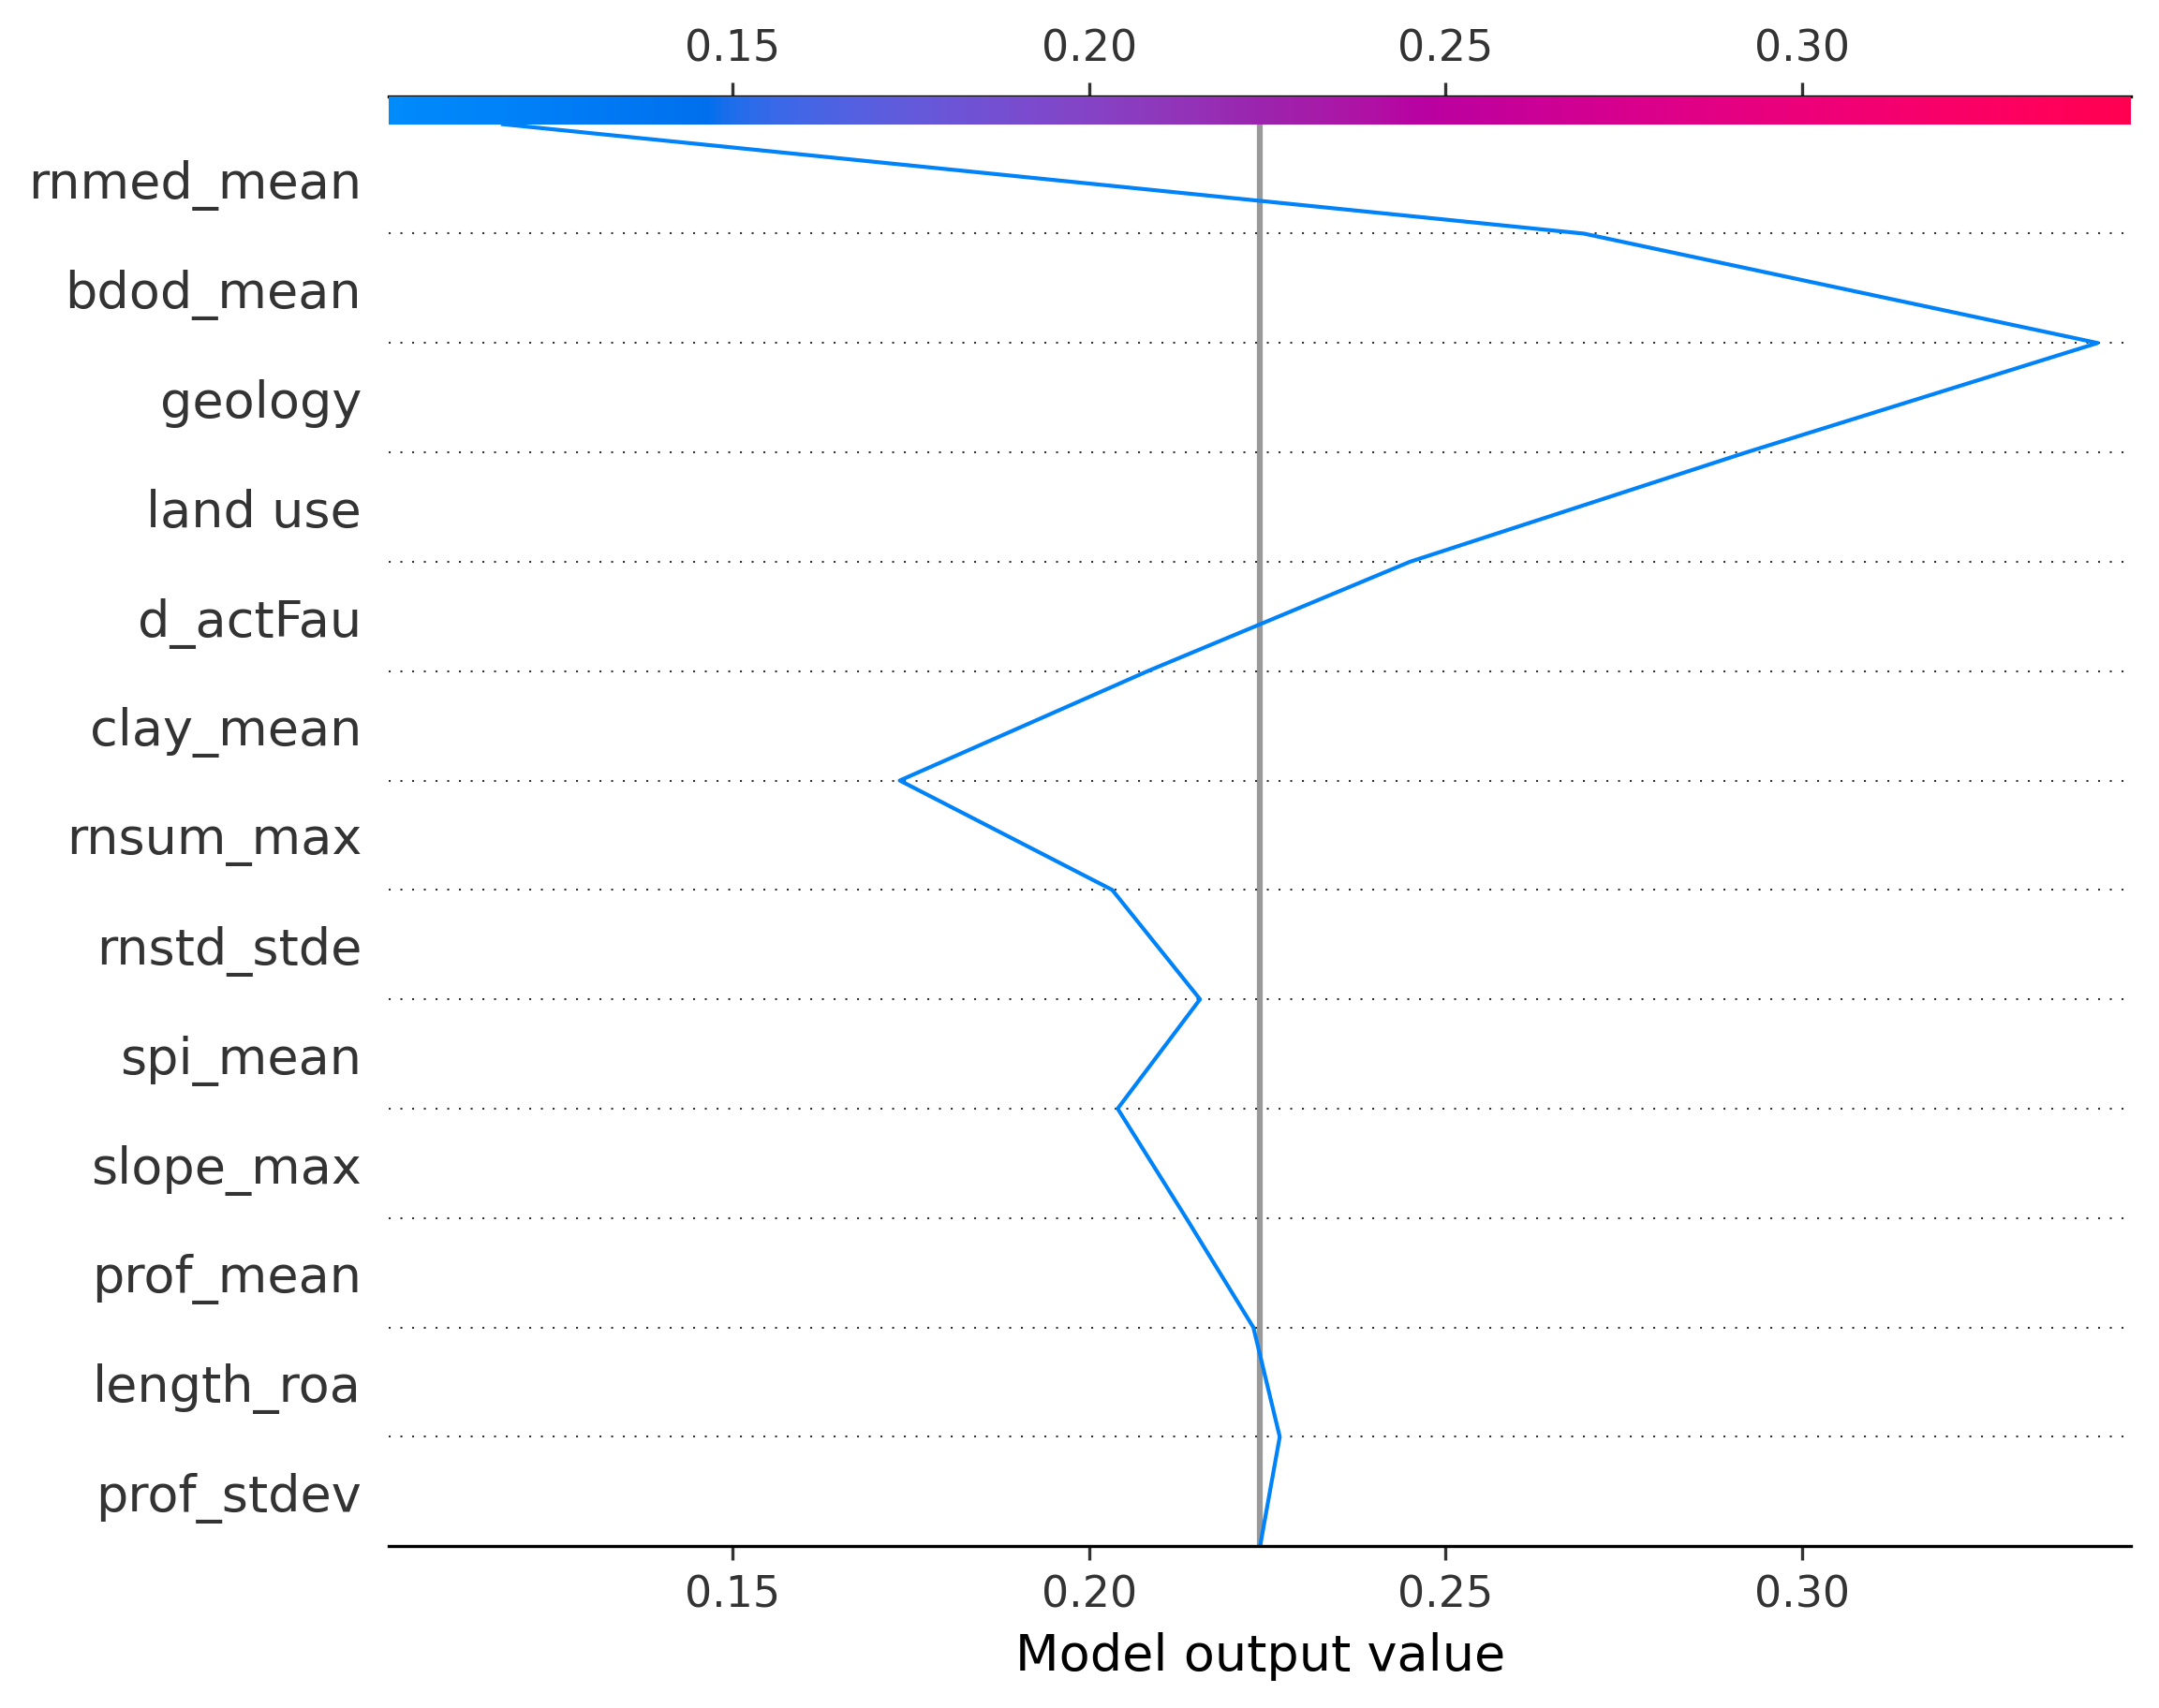 0.15 0.20 0.25 0.30
rnmed_mean
bdod_mean
geology
land use
d_actFau
clay_mean
rnsum_max
rnstd_stde
spi_mean
slope_max
prof_mean
length_roa
prof_stdev
0.15 0.20 0.25 0.30
Model output value